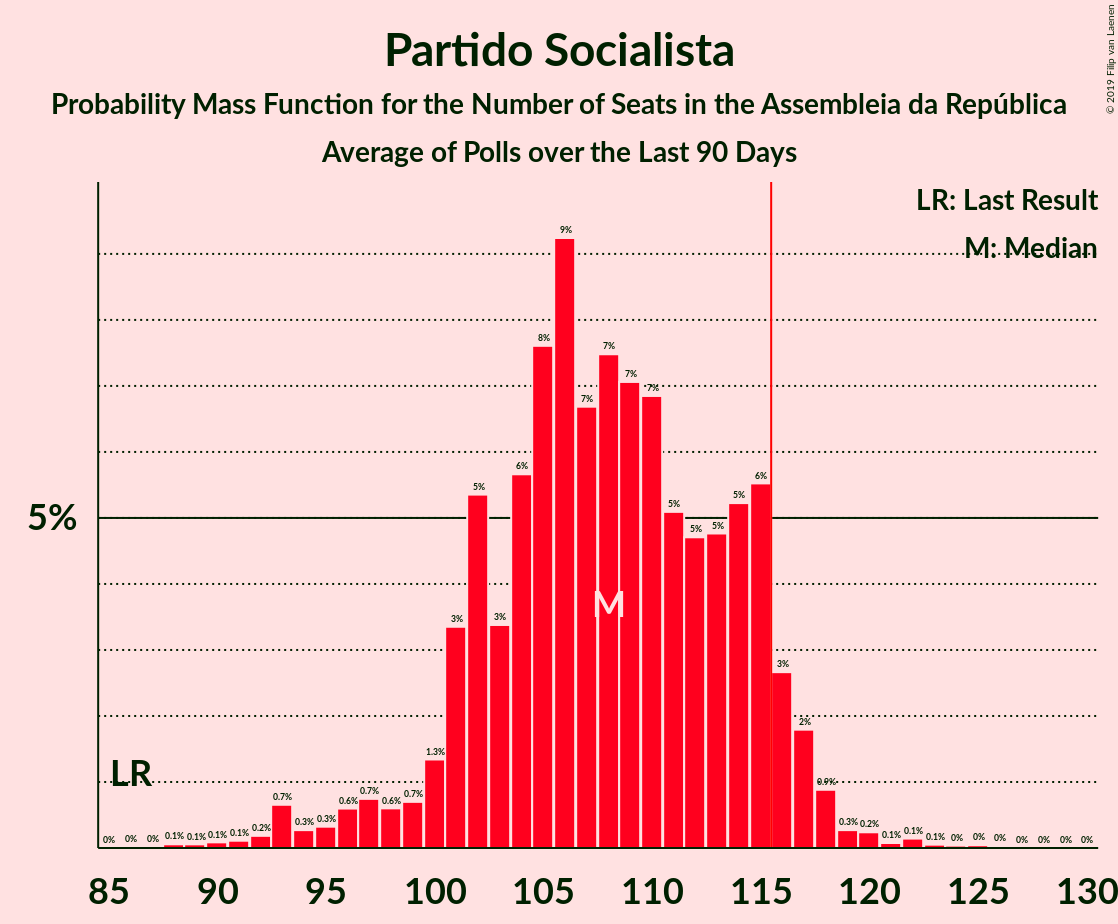 Partido Socialista
Probability Mass Function for the Number of Seats in the Assembleia da República
Average of Polls over the Last 90 Days
© 2019 Filip van Laenen
LR: Last Result
M: Median
5%
LR
M
0% 0% 0% 0.1% 0.1% 0.1% 0.1% 0.2% 0.7% 0.3% 0.3% 0.6% 0.7% 0.6% 0.7% 1.3% 3% 5% 3% 6% 8% 9% 7% 7% 7% 7% 5% 5% 5% 5% 6% 3% 2% 0.9% 0.3% 0.2% 0.1% 0.1% 0.1% 0% 0% 0% 0% 0% 0% 0%
85 90 95 100 105 110 115 120 125 130